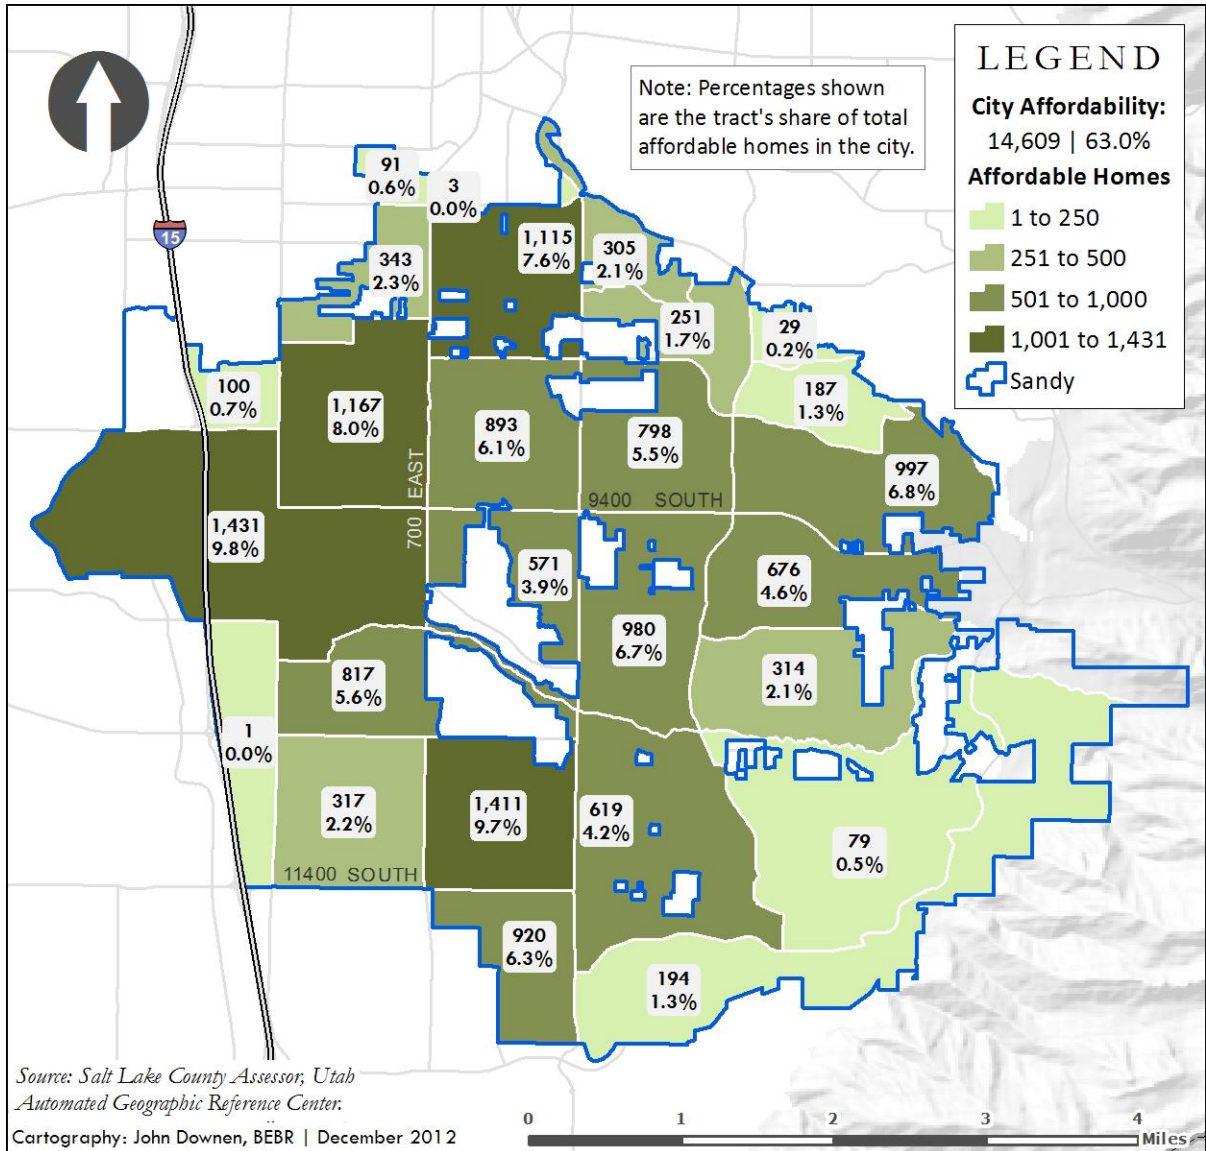 LEGEND
City Affordability:
14,609 | 63.0%
Affordable Homes
1 to 250
251 to 500
501 to 1,000
1,001 to 1,431
Sandy
Note: Percentages shown
are the tract's share of total
affordable homes in the city.
91
0.6%
3
0.0%
15
1,115
7.6%
305
2.1%
343
2.3%
251
1.7%
29
0.2%
100
0.7%
187
1.3%
1,167
8.0%
893
6.1%
798
5.5%
997
6.8%
700 EAST
9400 SOUTH
1,431
9.8%
571
3.9%
676
4.6%
980
6.7%
817
5.6%
314
2.1%
1
0.0%
317
2.2%
1,411
9.7%
619
4.2%
79
0.5%
11400 SOUTH
920
6.3%
194
1.3%
Source: Salt Lake County Assessor, Utah
Automated Geographic Reference Center.
Cartography: John Downen, BEBR | December 2012
0 1 2 3 4
Miles